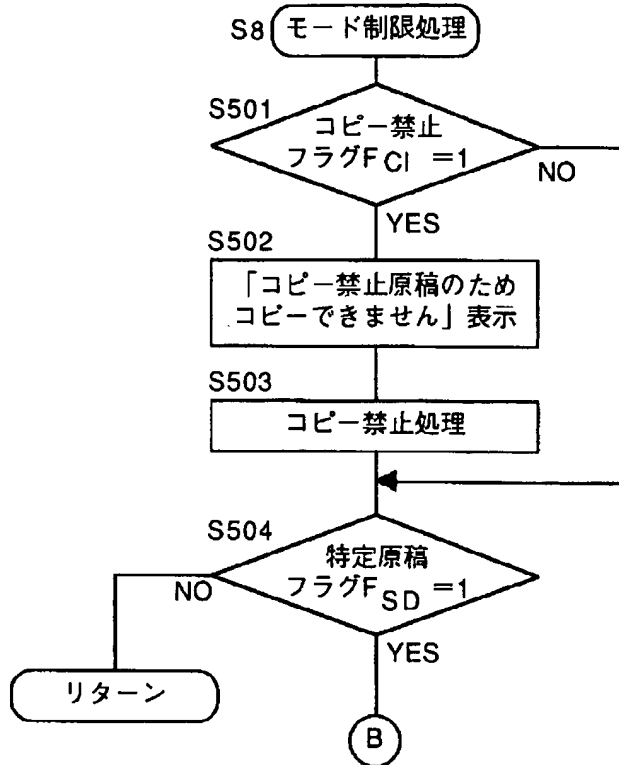 S8 モード制限処理
S501
コピー禁止
フラグFCI =1
NO
YES
S502
「コピー禁止原稿のため
コピーできません」表示
S503
コピー禁止処理
S504
特定原稿
フラグFSD =1
NO
YES
リターン
B